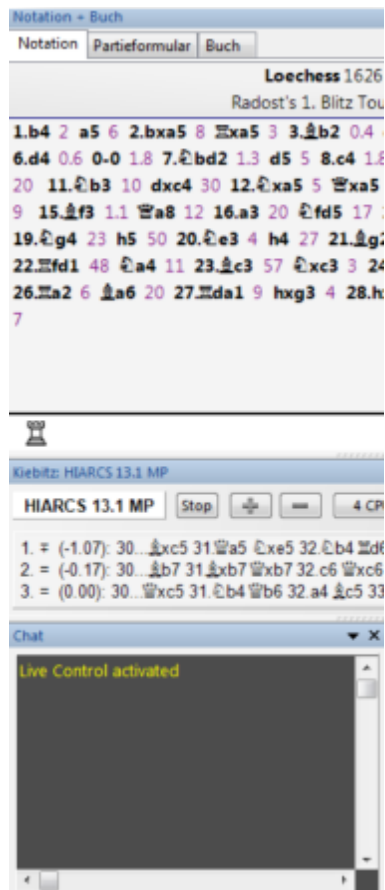 Notation + Buch
Notation Partieformular Buch
Loechess 1626
Radost's 1. Blitz Tou
1.b4 2 a5 6 2.bxa5 8 ♖xa5 3 3.♗b2 0.4
6.d4 0.6 0-0 1.8 7.♘bd2 1.3 d5 5 8.c4 1.8
20 11.♘b3 10 dxc4 30 12.♘xa5 5 ♕xa5
9 15.♗f3 1.1 ♕a8 12 16.a3 20 ♘fd5 17
19.♘g4 23 h5 50 20.♘e3 4 h4 27 21.♗g2
22.♖fd1 48 ♘a4 11 23.♗c3 57 ♘xc3 3 24
26.♖a2 6 ♗a6 20 27.♖da1 9 hxg3 4 28.h
7
Kiebitz: HIARCS 13.1 MP
HIARCS 13.1 MP Stop 4 CP
1. ∓ (-1.07): 30...♗xc5 31.♕a5 ♘xe5 32.♘b4 ♖d6
2. = (-0.17): 30...♗b7 31.♗xb7 ♕xb7 32.c6 ♕xc6
3. = (0.00): 30...♕xc5 31.♘b4 ♕b6 32.a4 ♗c5 33
Chat
Live Control activated